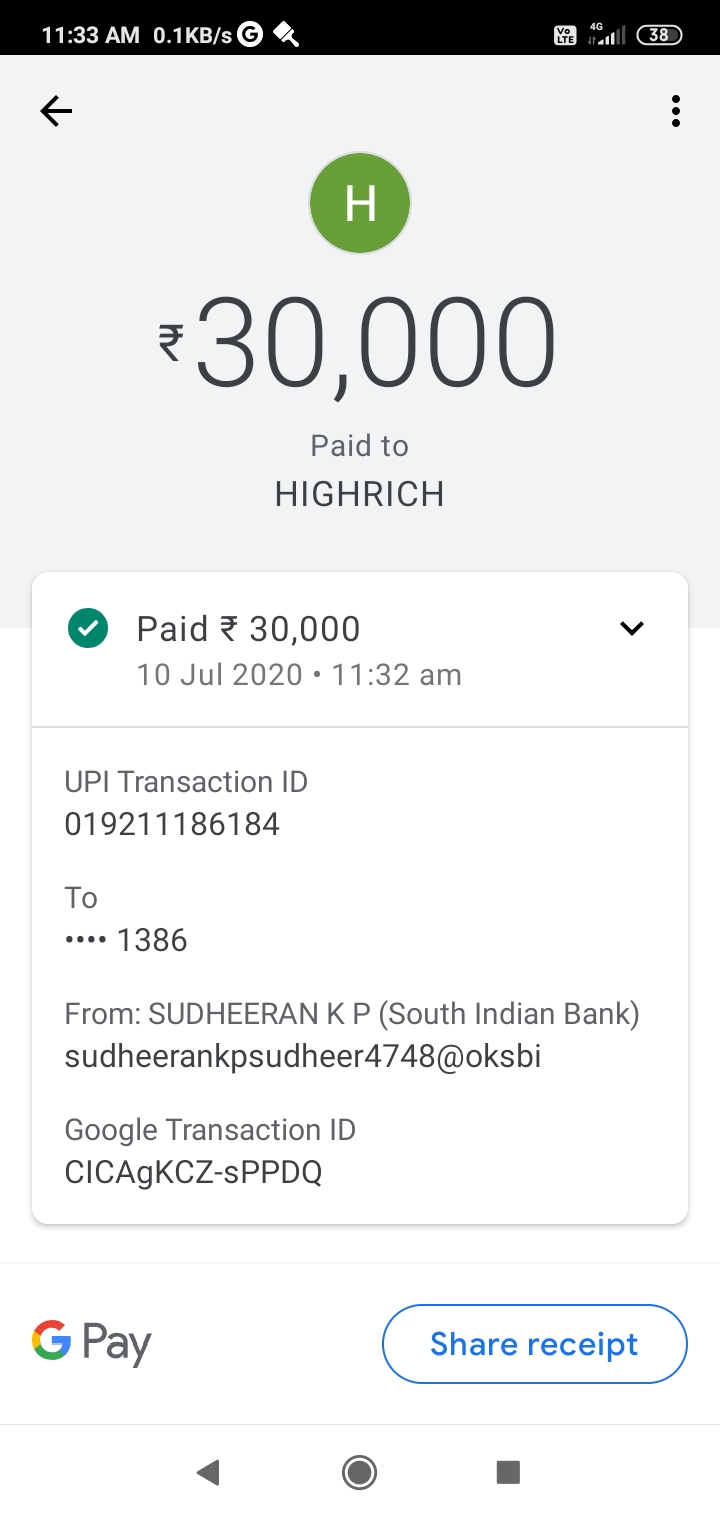 11:33 AM 0.1KB/s G Vo LTE 4G 38
H
₹30,000
Paid to
HIGHRICH
Paid ₹ 30,000
10 Jul 2020 • 11:32 am
UPI Transaction ID
019211186184
To
•••• 1386
From: SUDHEERAN K P (South Indian Bank)
sudheerankpsudheer4748@oksbi
Google Transaction ID
CICAgKCZ-sPPDQ
G Pay Share receipt